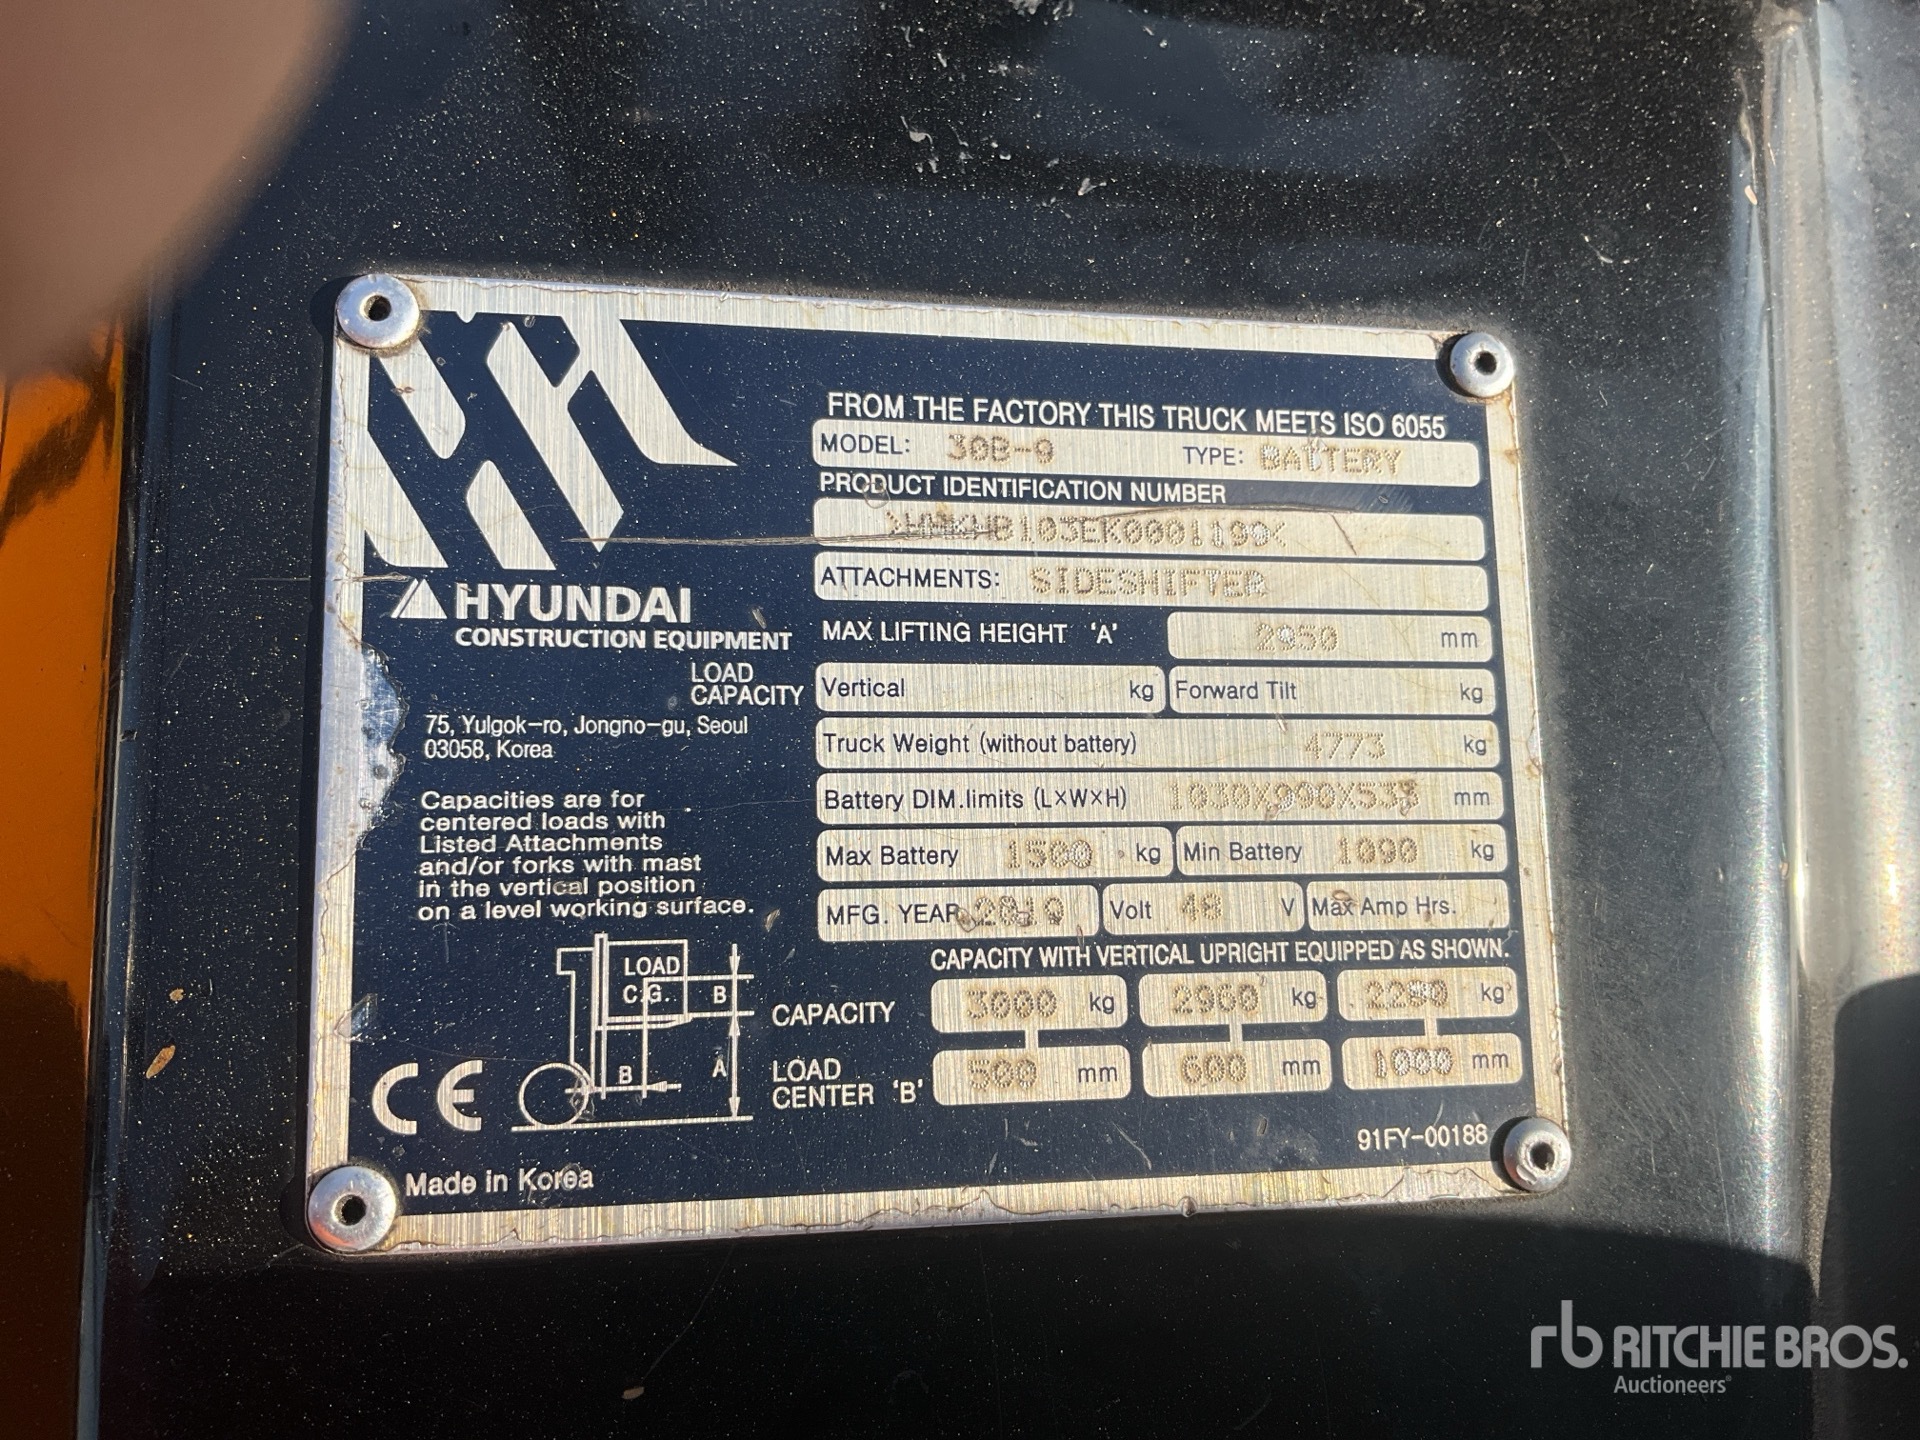 FROM THE FACTORY THIS TRUCK MEETS ISO 6055
MODEL: 30B-9 TYPE: BATTERY
PRODUCT IDENTIFICATION NUMBER
ATTACHMENTS: SIDESHIFTER
HYUNDAI
CONSTRUCTION EQUIPMENT
MAX LIFTING HEIGHT 'A' 2950 mm
LOAD CAPACITY Vertical kg Forward Tilt kg
75, Yulgok-ro, Jongno-gu, Seoul
03058, Korea
Truck Weight (without battery) 4773 kg
Battery DIM.limits (L×W×H) 1030X990X533 mm
Capacities are for
centered loads with
Listed Attachments
and/or forks with mast
in the vertical position
on a level working surface.
Max Battery 1500 kg Min Battery 1090 kg
MFG. YEAR 2019 Volt 48 V Max Amp Hrs.
CAPACITY WITH VERTICAL UPRIGHT EQUIPPED AS SHOWN.
LOAD
C.G. B
B A
CAPACITY 3000 kg 2960 kg kg
LOAD
CENTER 'B' 500 mm 600 mm 1000 mm
CE
91FY-00188
Made in Korea
rb RITCHIE BROS.
Auctioneers